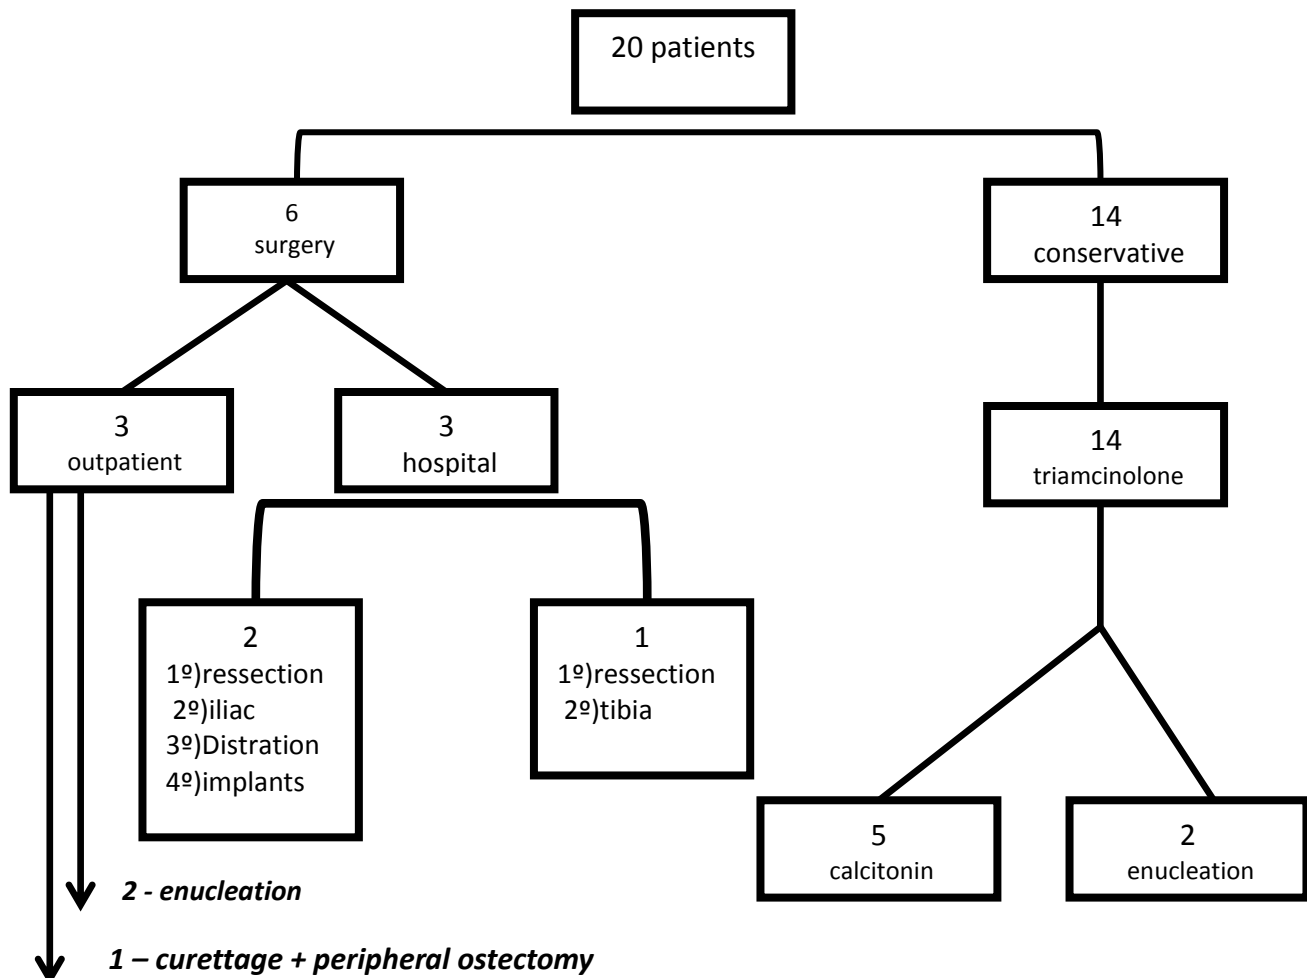 20 patients
6
surgery
14
conservative
3
outpatient
3
hospital
14
triamcinolone
2
1º)ressection
2º)iliac
3º)Distration
4º)implants
1
1º)ressection
2º)tibia
5
calcitonin
2
enucleation
2 - enucleation
1 – curettage + peripheral ostectomy